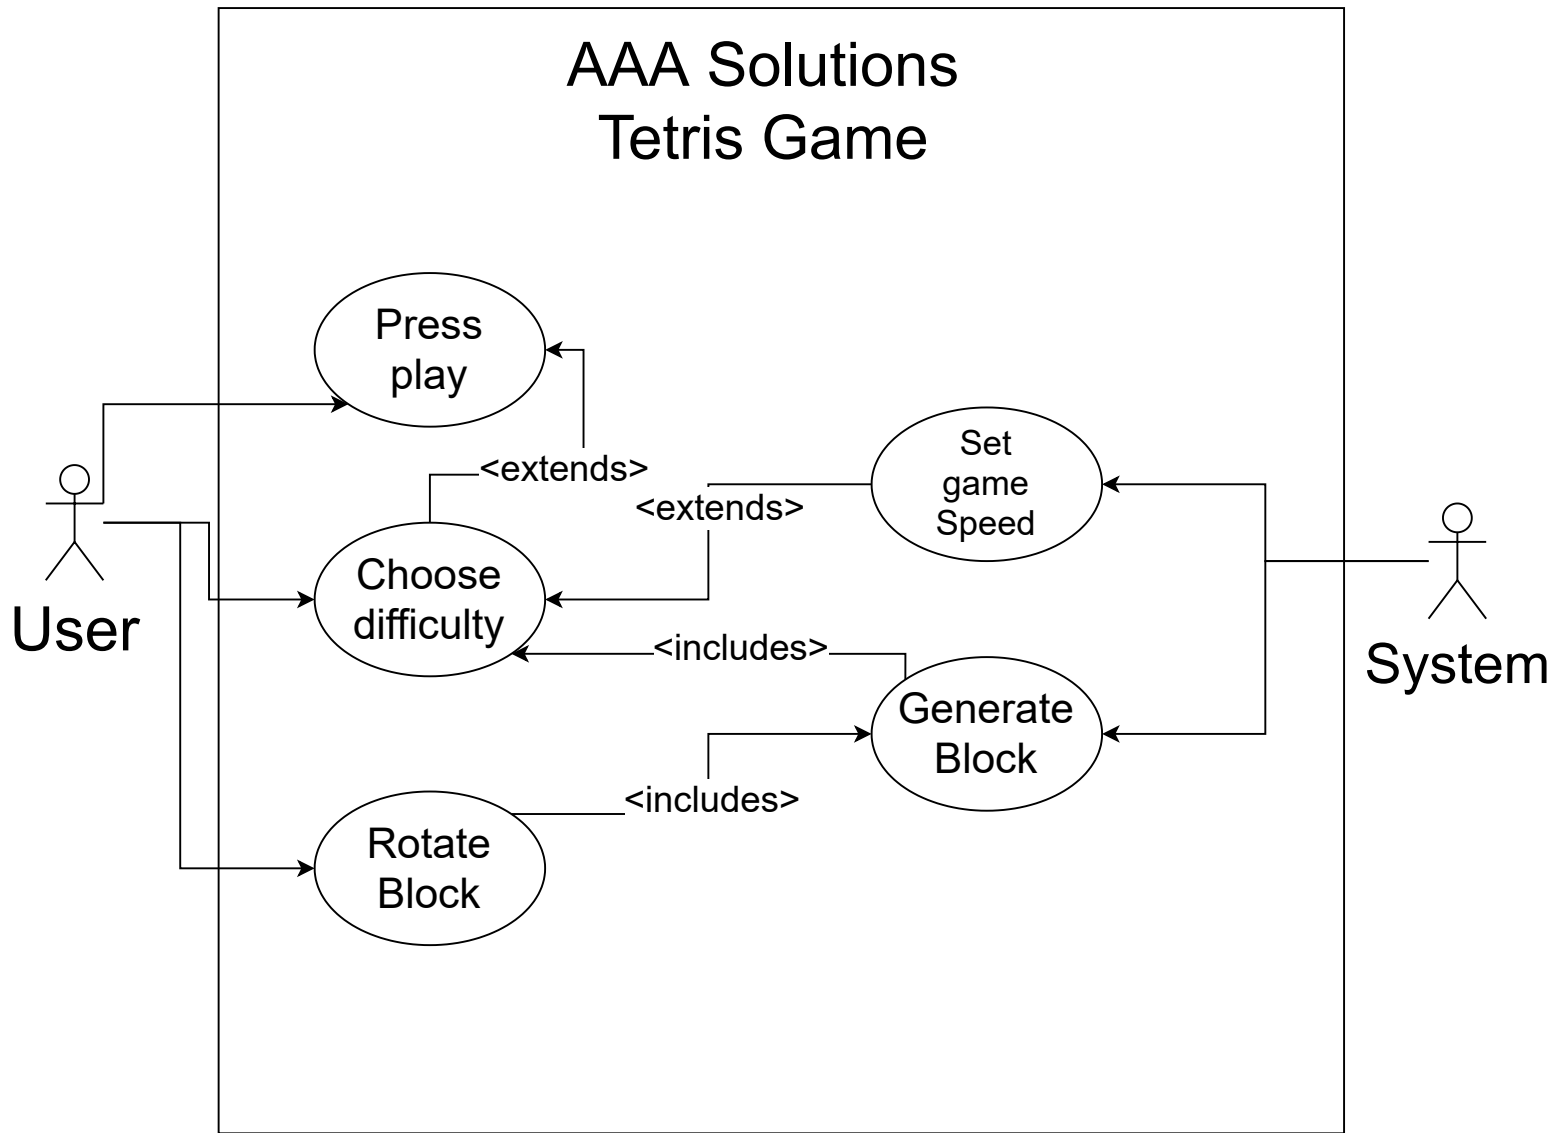 AAA Solutions
Tetris Game
Press
play
<extends>
Set
game
Speed
<extends>
Choose
difficulty
User
<includes>
System
Generate
Block
<includes>
Rotate
Block